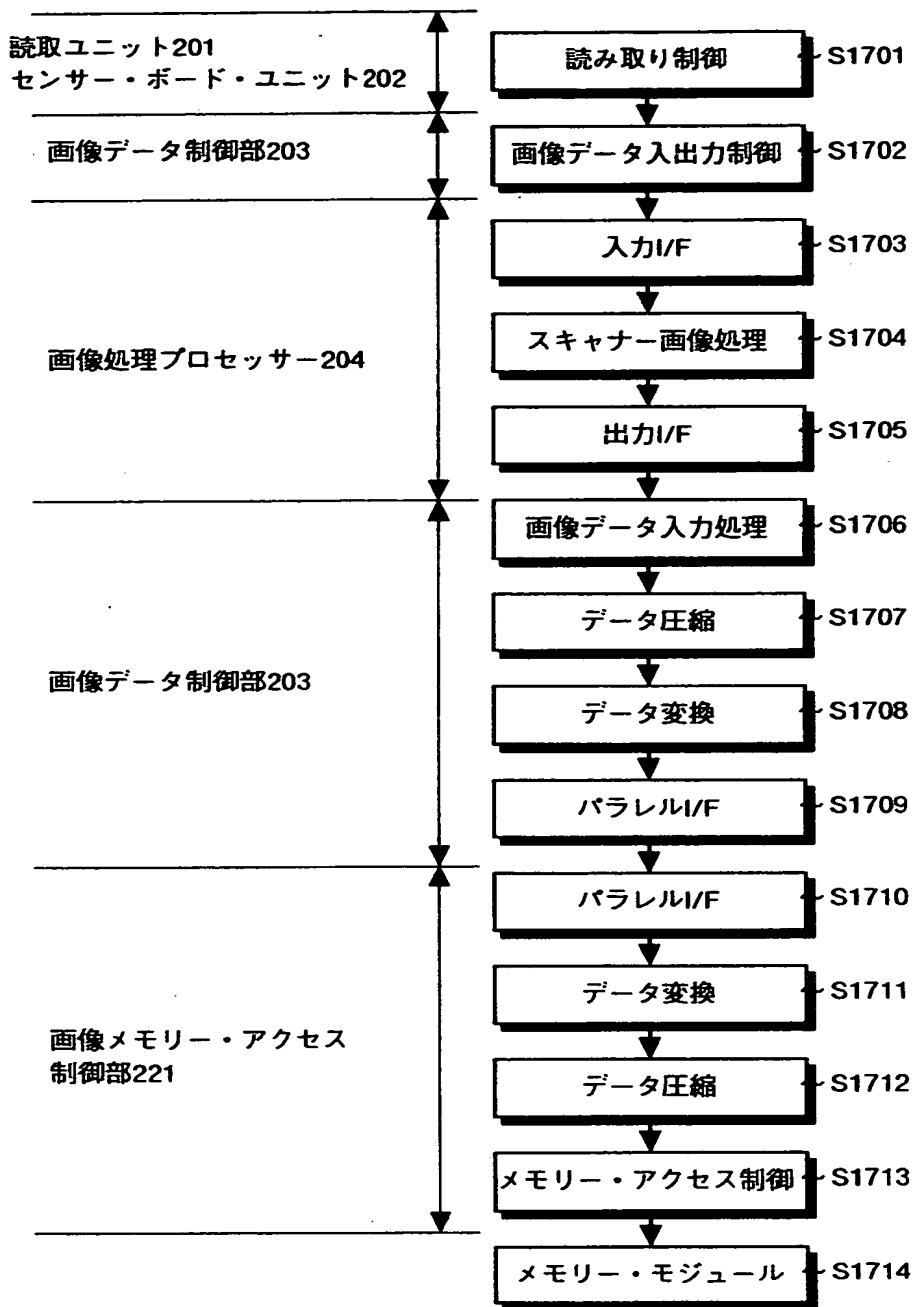 読取ユニット201
センサー・ボード・ユニット202
読み取り制御 S1701
画像データ制御部203
画像データ入出力制御 S1702
入力I/F S1703
画像処理プロセッサー204
スキャナー画像処理 S1704
出力I/F S1705
画像データ入力処理 S1706
データ圧縮 S1707
画像データ制御部203
データ変換 S1708
パラレルI/F S1709
パラレルI/F S1710
データ変換 S1711
画像メモリー・アクセス
制御部221
データ圧縮 S1712
メモリー・アクセス制御 S1713
メモリー・モジュール S1714